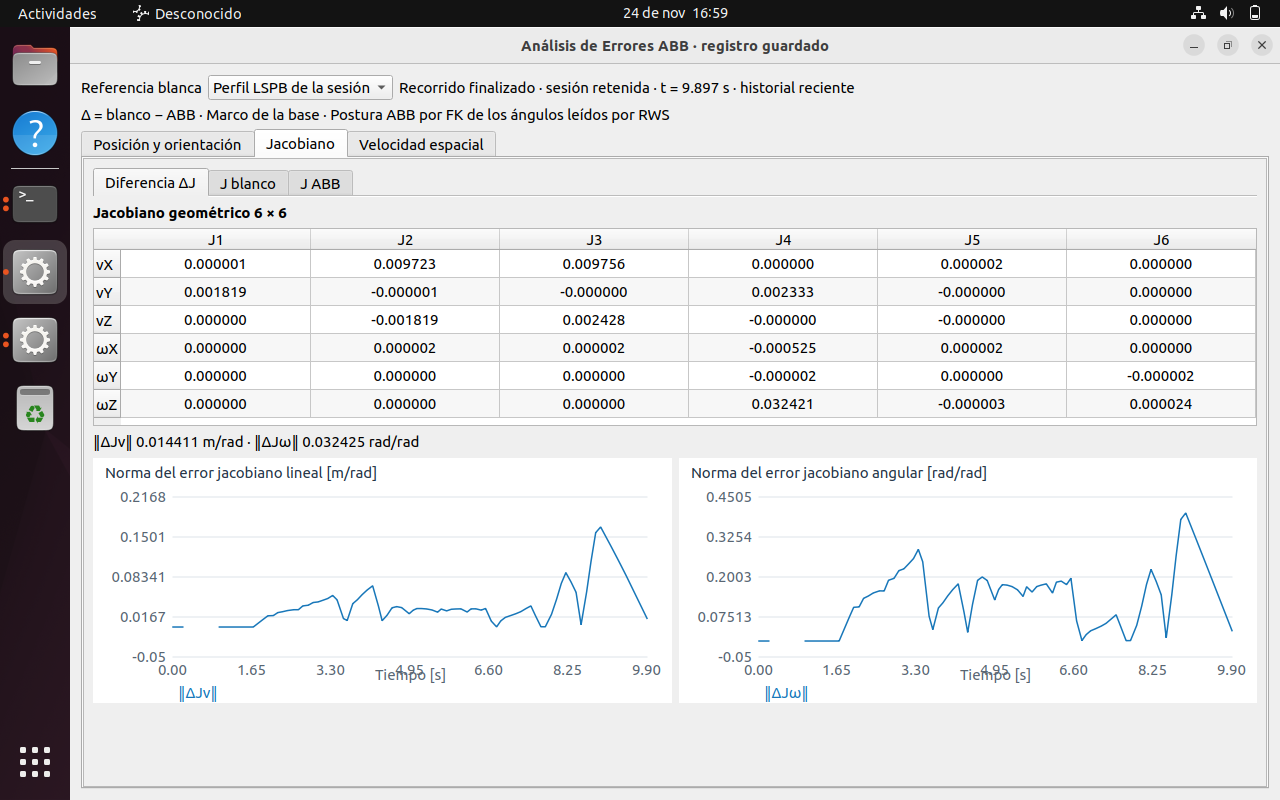 Actividades Desconocido 24 de nov 16:59
Análisis de Errores ABB · registro guardado
Referencia blanca Perfil LSPB de la sesión Recorrido finalizado · sesión retenida · t = 9.897 s · historial reciente
Δ = blanco − ABB · Marco de la base · Postura ABB por FK de los ángulos leídos por RWS
Posición y orientación Jacobiano Velocidad espacial
Diferencia ΔJ J blanco J ABB
Jacobiano geométrico 6 × 6
J1 J2 J3 J4 J5 J6
vX 0.000001 0.009723 0.009756 0.000000 0.000002 0.000000
vY 0.001819 -0.000001 -0.000000 0.002333 -0.000000 0.000000
vZ 0.000000 -0.001819 0.002428 -0.000000 -0.000000 0.000000
ωX 0.000000 0.000002 0.000002 -0.000525 0.000002 0.000000
ωY 0.000000 0.000000 0.000000 -0.000002 0.000000 -0.000002
ωZ 0.000000 0.000000 0.000000 0.032421 -0.000003 0.000024
‖ΔJv‖ 0.014411 m/rad · ‖ΔJω‖ 0.032425 rad/rad
Norma del error jacobiano lineal [m/rad]
0.2168
0.1501
0.08341
0.0167
-0.05
0.00 1.65 3.30 4.95 6.60 8.25 9.90
Tiempo [s]
‖ΔJv‖
Norma del error jacobiano angular [rad/rad]
0.4505
0.3254
0.2003
0.07513
-0.05
0.00 1.65 3.30 4.95 6.60 8.25 9.90
Tiempo [s]
‖ΔJω‖